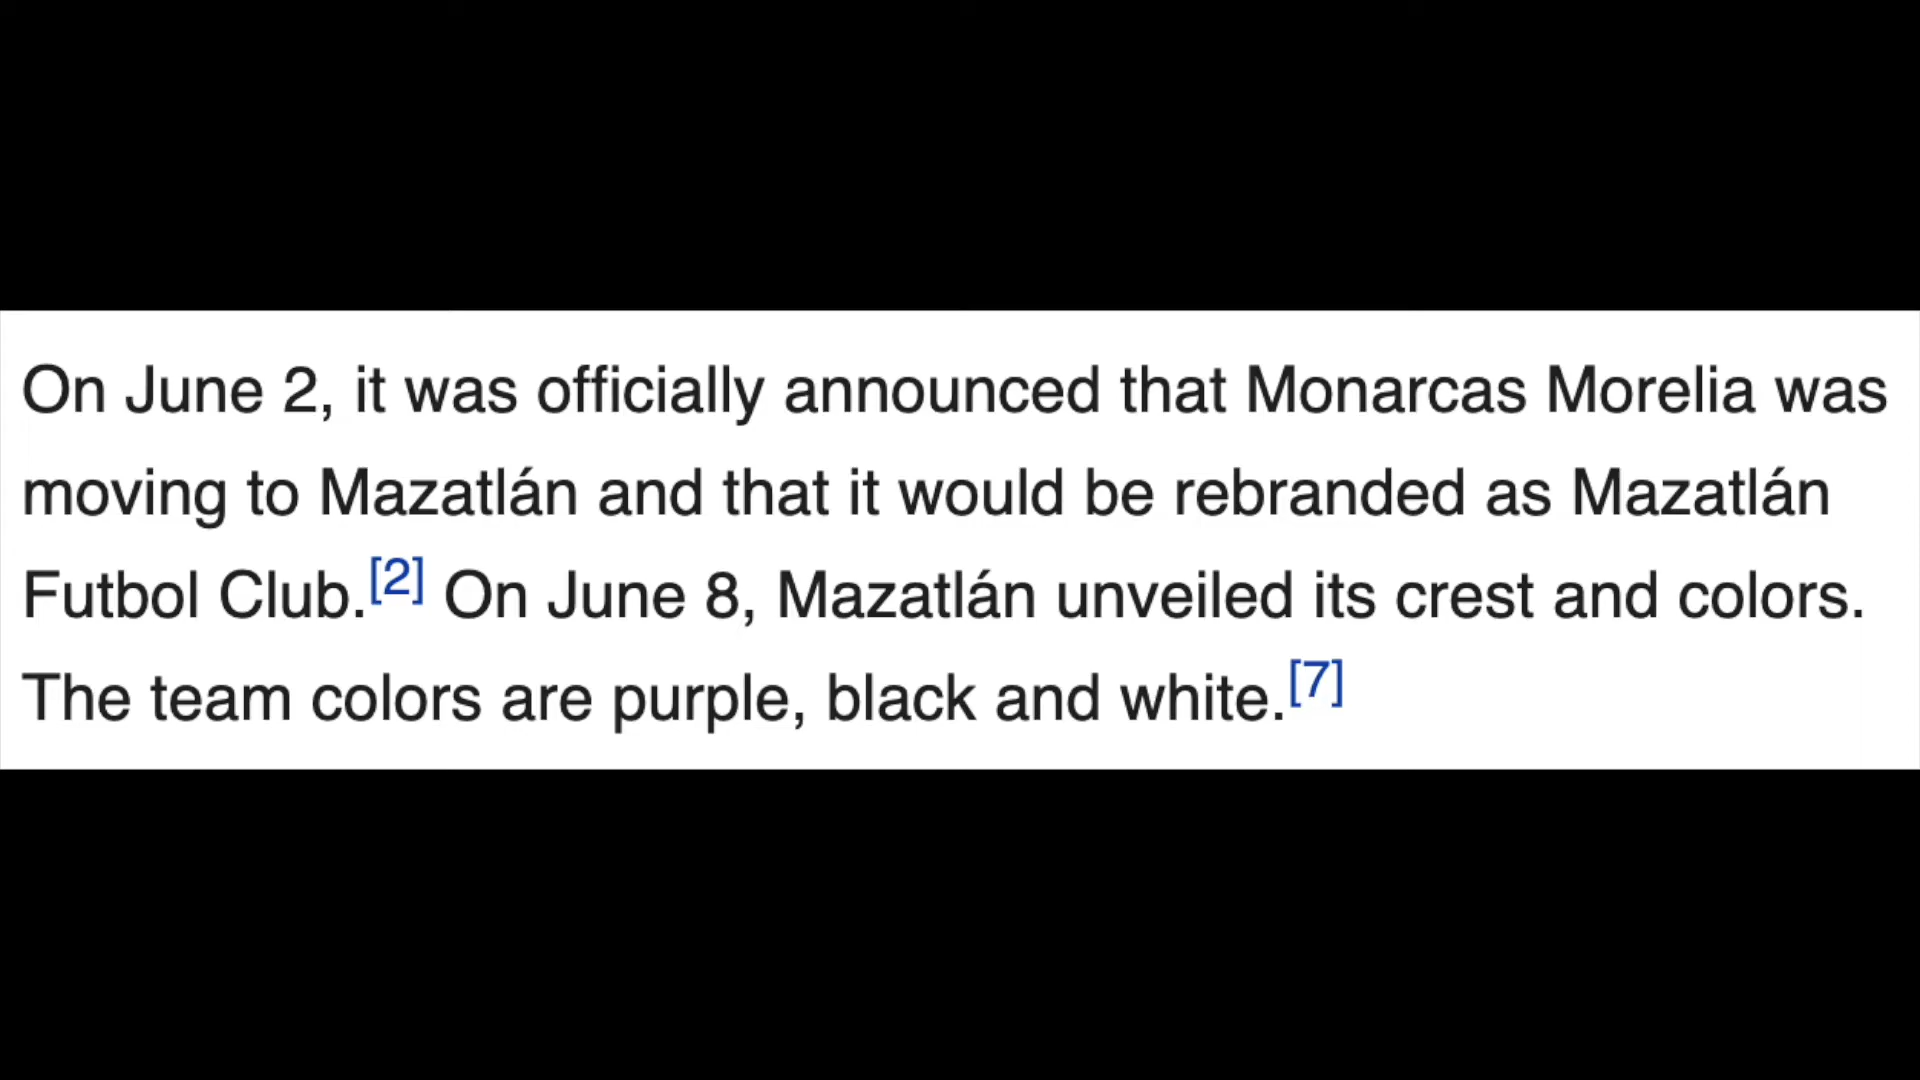 On June 2, it was officially announced that Monarcas Morelia was
moving to Mazatlán and that it would be rebranded as Mazatlán
Futbol Club.[2] On June 8, Mazatlán unveiled its crest and colors.
The team colors are purple, black and white.[7]